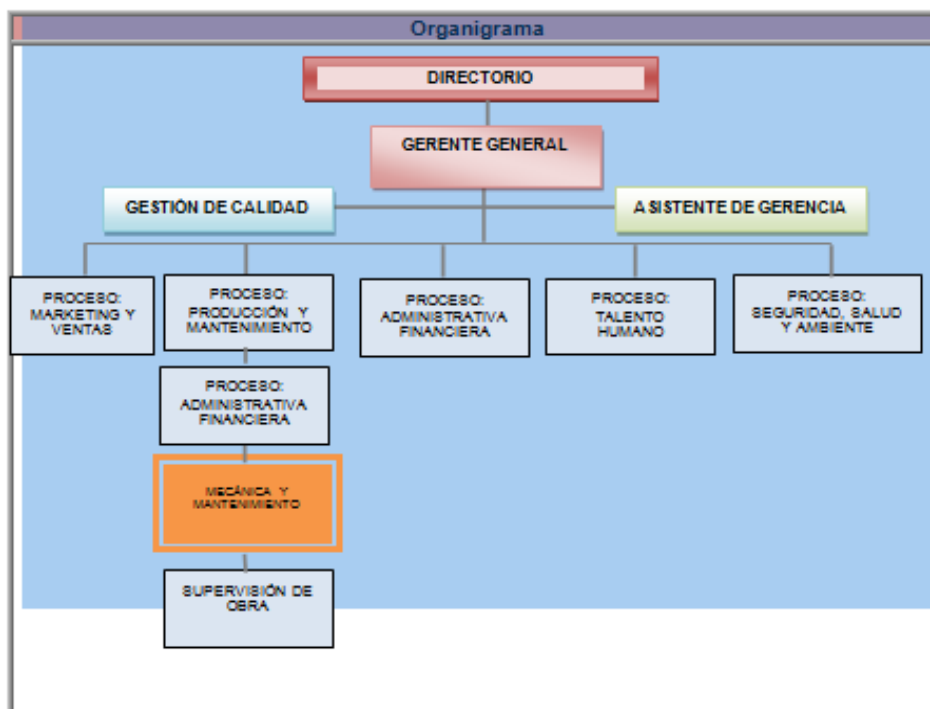 Organigrama
DIRECTORIO
GERENTE GENERAL
GESTIÓN DE CALIDAD
ASISTENTE DE GERENCIA
PROCESO:
MARKETING Y
VENTAS
PROCESO:
PRODUCCIÓN Y
MANTENIMIENTO
PROCESO:
ADMINISTRATIVA
FINANCIERA
PROCESO:
TALENTO
HUMANO
PROCESO:
SEGURIDAD, SALUD
Y AMBIENTE
PROCESO:
ADMINISTRATIVA
FINANCIERA
MECÁNICA Y
MANTENIMIENTO
SUPERVISIÓN DE
OBRA